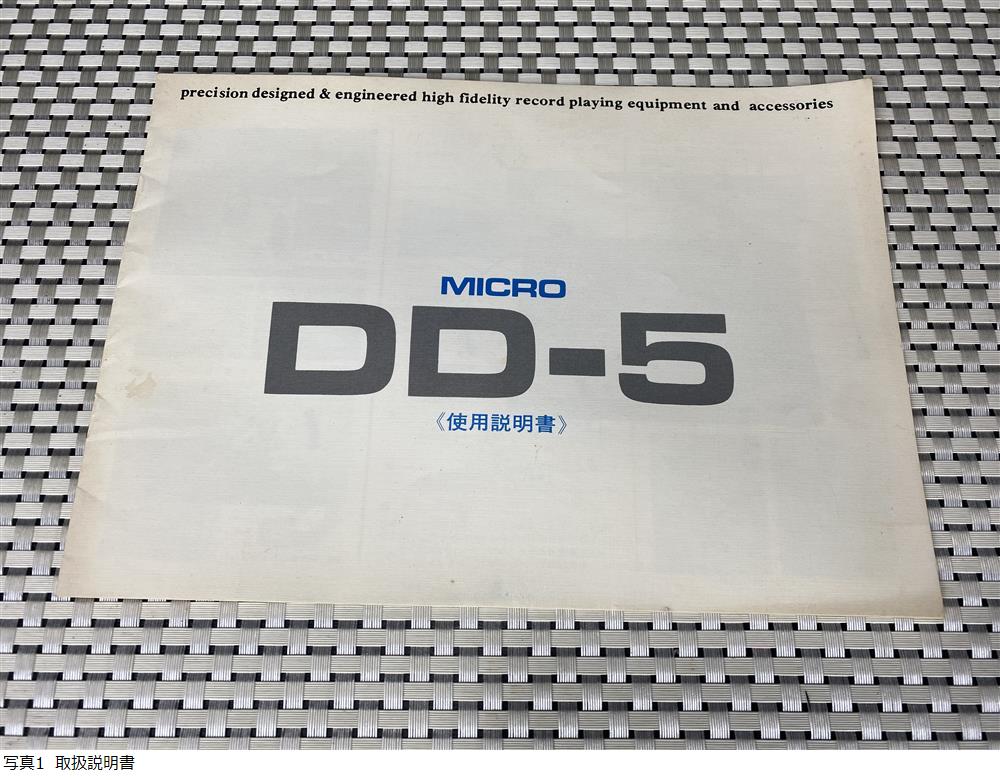 precision designed & engineered high fidelity record playing equipment and accessories
MICRO
DD-5
《使用説明書》
写真1 取扱説明書